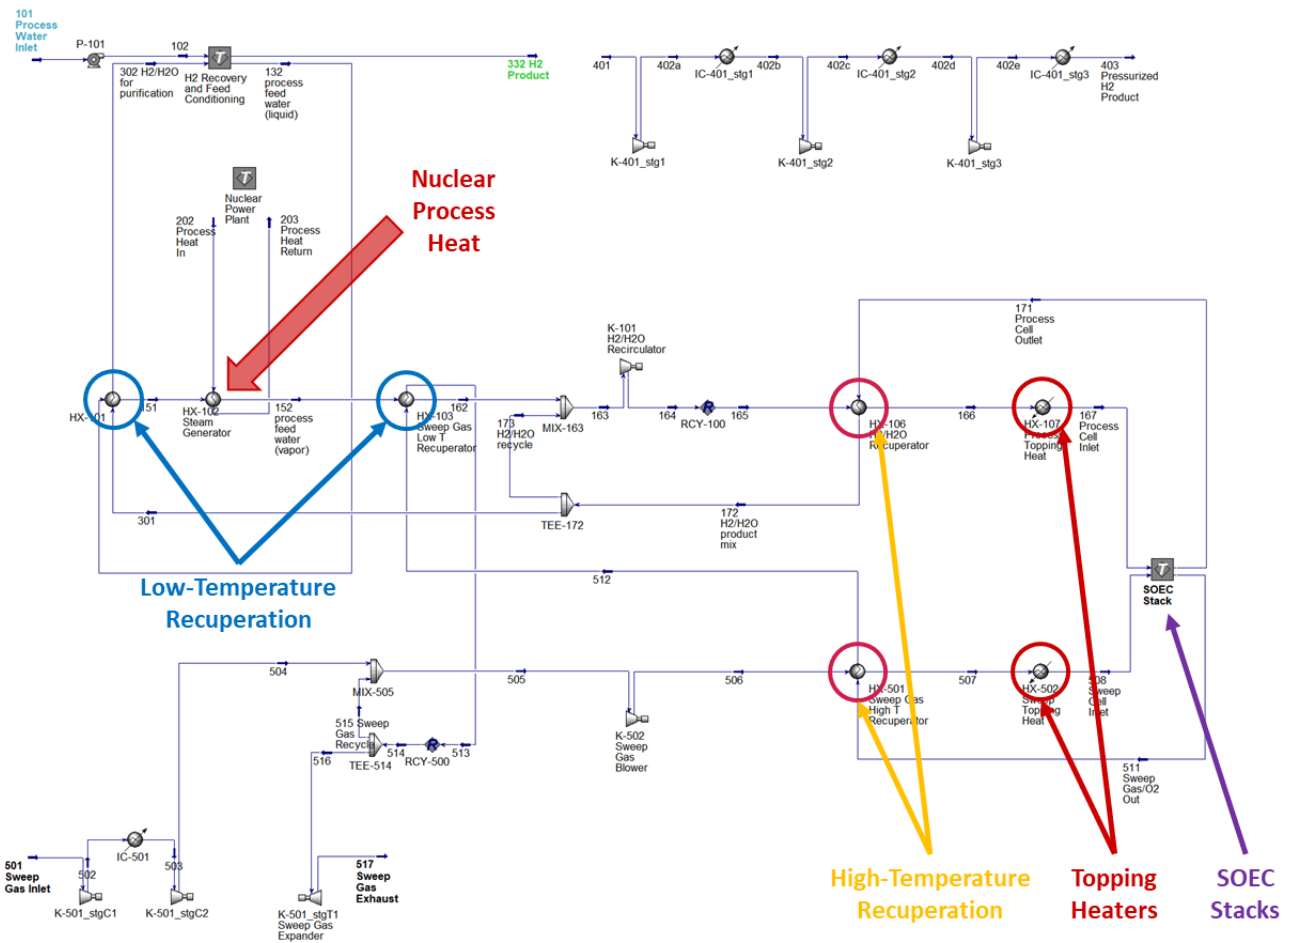 101
Process
Water
Inlet
P-101
102
302 H2/H2O
for
purification
H2 Recovery
and Feed
Conditioning
132
process
feed
water
(liquid)
332 H2
Product
401
402a
IC-401_stg1
402b
402c
IC-401_stg2
402d
402e
IC-401_stg3
403
Pressurized
H2
Product
K-401_stg1
K-401_stg2
K-401_stg3
Nuclear
Power
Plant
202
Process
Heat
In
203
Process
Heat
Return
Nuclear
Process
Heat
HX-101
151
HX-102
Steam
Generator
152
process
feed
water
(vapor)
HX-103
Sweep Gas
Low T
Recuperator
162
173
H2/H2O
recycle
MIX-163
163
K-101
H2/H2O
Recirculator
164
RCY-100
165
HX-106
H2/H2O
Recuperator
166
HX-107
Process
Topping
Heat
167
Process
Cell
Inlet
171
Process
Cell
Outlet
301
TEE-172
172
H2/H2O
product
mix
Low-Temperature
Recuperation
512
SOEC
Stack
504
MIX-505
505
506
HX-501
Sweep Gas
High T
Recuperator
507
HX-502
Sweep
Topping
Heat
508
Sweep
Cell
Inlet
515 Sweep
Gas
Recycle
516
TEE-514
514
RCY-500
513
K-502
Sweep
Gas
Blower
511
Sweep
Gas/O2
Out
501
Sweep
Gas Inlet
502
IC-501
503
K-501_stgC1
K-501_stgC2
517
Sweep
Gas
Exhaust
K-501_stgT1
Sweep Gas
Expander
High-Temperature
Recuperation
Topping
Heaters
SOEC
Stacks